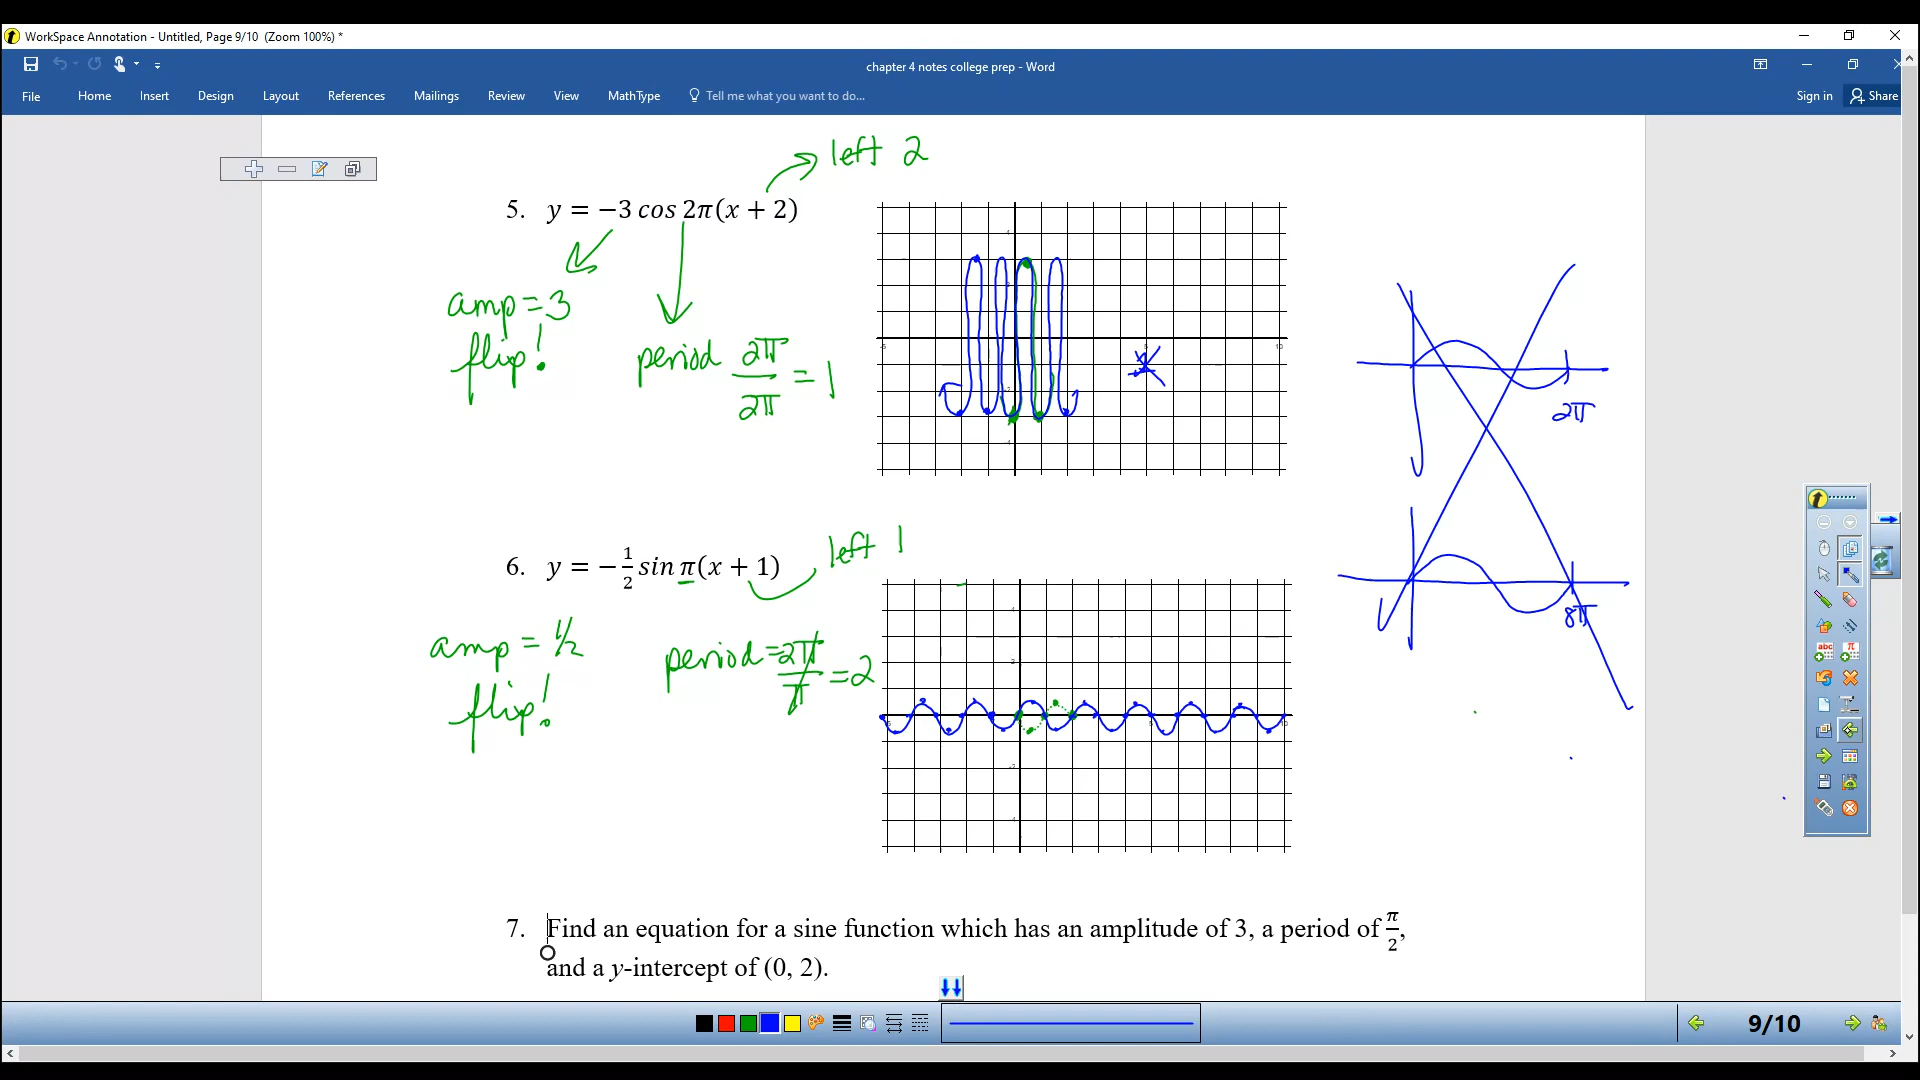 WorkSpace Annotation - Untitled, Page 9/10 (Zoom 100%) *
chapter 4 notes college prep - Word
File Home Insert Design Layout References Mailings Review View MathType Tell me what you want to do... Sign in Share
left 2
5. y = −3 cos 2π(x + 2)
amp = 3
flip!
period 2π/2π = 1
2π
left 1
6. y = −1/2 sin π(x + 1)
8π
amp = 1/2
flip!
period = 2π/π = 2
7. Find an equation for a sine function which has an amplitude of 3, a period of π/2,
and a y-intercept of (0, 2).
9/10